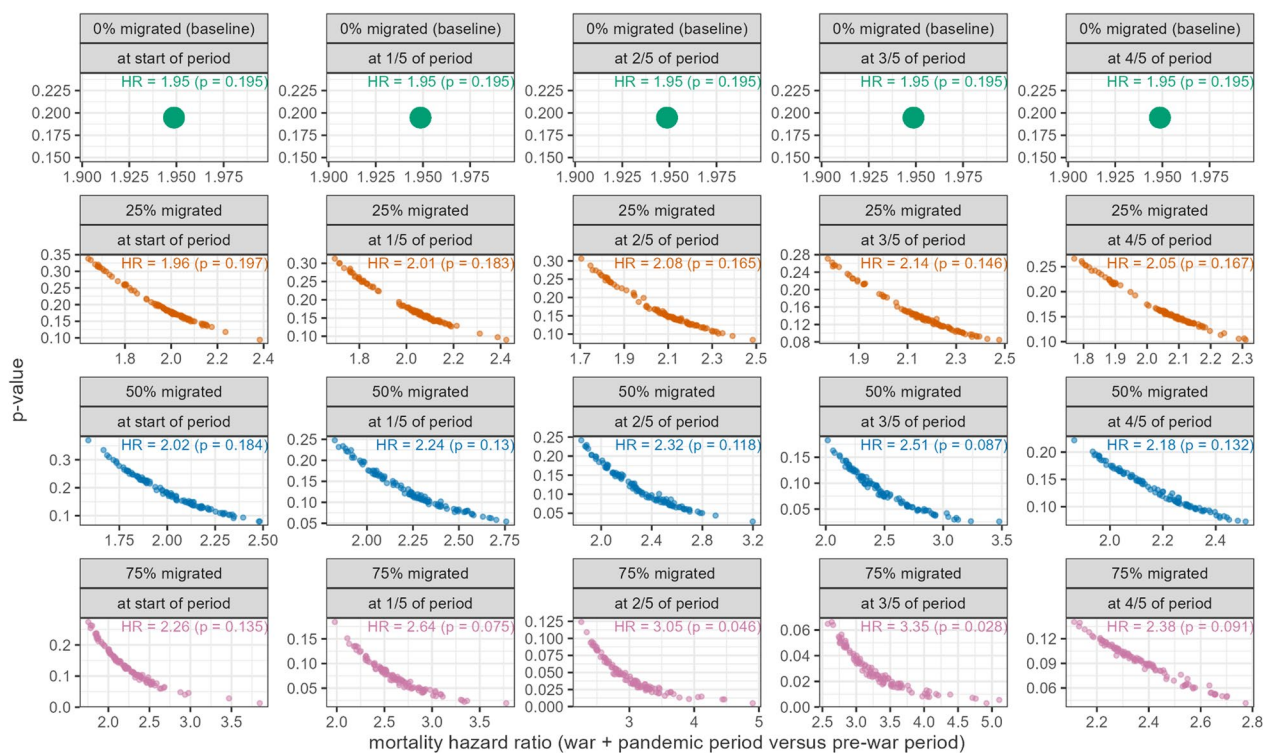 0% migrated (baseline) 0% migrated (baseline) 0% migrated (baseline) 0% migrated (baseline) 0% migrated (baseline)
at start of period at 1/5 of period at 2/5 of period at 3/5 of period at 4/5 of period
HR = 1.95 (p = 0.195) HR = 1.95 (p = 0.195) HR = 1.95 (p = 0.195) HR = 1.95 (p = 0.195) HR = 1.95 (p = 0.195)
0.225 0.225 0.225 0.225 0.225
0.200 0.200 0.200 0.200 0.200
0.175 0.175 0.175 0.175 0.175
0.150 0.150 0.150 0.150 0.150
1.900 1.925 1.950 1.975 1.900 1.925 1.950 1.975 1.900 1.925 1.950 1.975 1.900 1.925 1.950 1.975 1.900 1.925 1.950 1.975
25% migrated 25% migrated 25% migrated 25% migrated 25% migrated
at start of period at 1/5 of period at 2/5 of period at 3/5 of period at 4/5 of period
HR = 1.96 (p = 0.197) HR = 2.01 (p = 0.183) HR = 2.08 (p = 0.165) HR = 2.14 (p = 0.146) HR = 2.05 (p = 0.167)
0.35 0.30 0.30 0.28 0.25
0.30 0.25 0.25 0.24 0.20
0.25 0.20 0.20 0.20 0.15
0.20 0.15 0.15 0.16 0.10
0.15 0.10 0.10 0.12
0.10 0.08
1.8 2.0 2.2 2.4 1.8 2.0 2.2 2.4 1.7 1.9 2.1 2.3 2.5 1.9 2.1 2.3 2.5 1.8 1.9 2.0 2.1 2.2 2.3
p-value
50% migrated 50% migrated 50% migrated 50% migrated 50% migrated
at start of period at 1/5 of period at 2/5 of period at 3/5 of period at 4/5 of period
HR = 2.02 (p = 0.184) HR = 2.24 (p = 0.13) HR = 2.32 (p = 0.118) HR = 2.51 (p = 0.087) HR = 2.18 (p = 0.132)
0.3 0.25 0.25 0.15 0.20
0.2 0.20 0.20 0.10 0.15
0.1 0.15 0.15 0.05 0.10
0.10 0.10
0.05 0.05
1.75 2.00 2.25 2.50 2.00 2.25 2.50 2.75 2.0 2.4 2.8 3.2 2.0 2.5 3.0 3.5 2.0 2.2 2.4
75% migrated 75% migrated 75% migrated 75% migrated 75% migrated
at start of period at 1/5 of period at 2/5 of period at 3/5 of period at 4/5 of period
HR = 2.26 (p = 0.135) HR = 2.64 (p = 0.075) HR = 3.05 (p = 0.046) HR = 3.35 (p = 0.028) HR = 2.38 (p = 0.091)
0.2 0.15 0.125 0.06 0.12
0.1 0.10 0.100 0.04 0.09
0.0 0.05 0.075 0.02 0.06
0.050 0.00
0.025
0.000
2.0 2.5 3.0 3.5 2.0 2.5 3.0 3.5 3 4 5 2.5 3.0 3.5 4.0 4.5 5.0 2.2 2.4 2.6 2.8
mortality hazard ratio (war + pandemic period versus pre-war period)